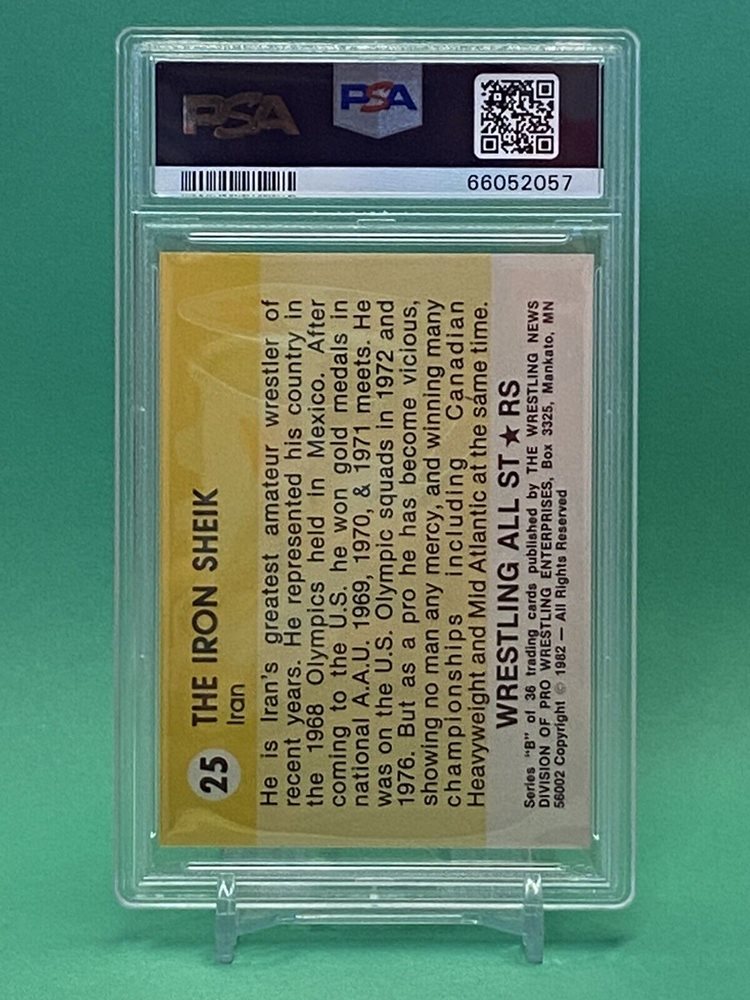 PSA
PSA
66052057
25 THE IRON SHEIK
Iran
He is Iran's greatest amateur wrestler of
recent years. He represented his country in
the 1968 Olympics held in Mexico. After
coming to the U.S. he won gold medals in
national A.A.U. 1969, 1970, & 1971 meets. He
was on the U.S. Olympic squads in 1972 and
1976. But as a pro he has become vicious,
showing no man any mercy, and winning many
championships including Canadian
Heavyweight and Mid Atlantic at the same time.
WRESTLING ALL ST★RS
Series "B" of 36 trading cards published by THE WRESTLING NEWS
DIVISION OF PRO WRESTLING ENTERPRISES, Box 3325, Mankato, MN
56002 Copyright © 1982 — All Rights Reserved